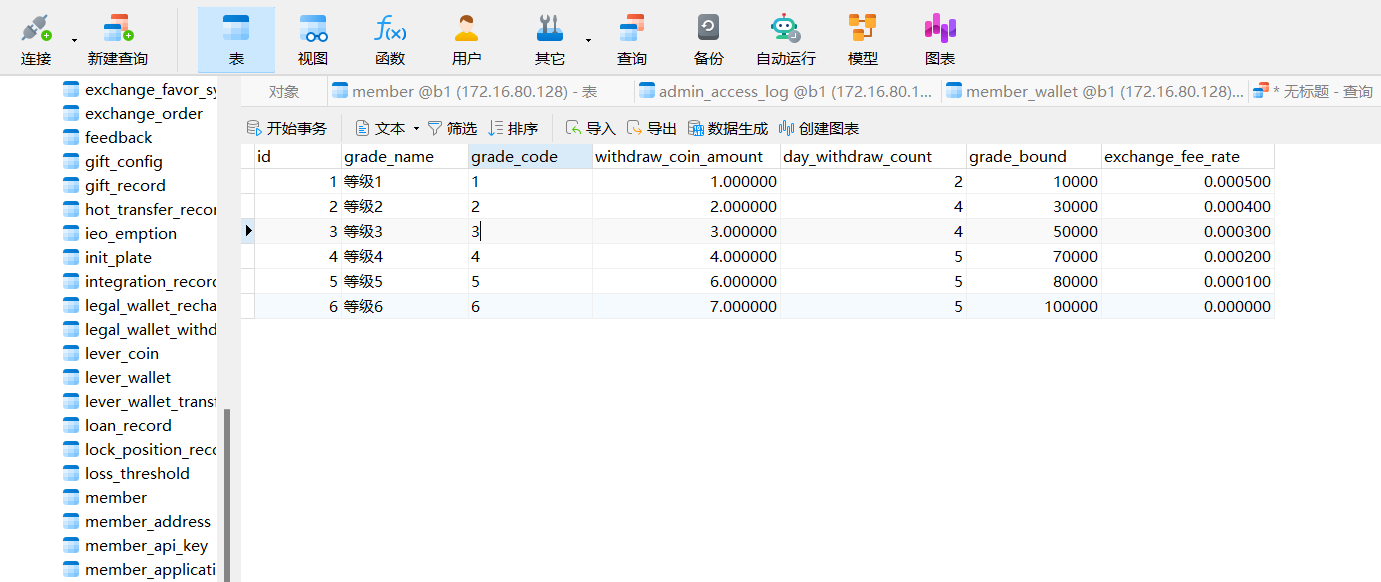 连接 新建查询 表 视图 函数 用户 其它 查询 备份 自动运行 模型 图表
f(x)
exchange_favor_sy
exchange_order
feedback
gift_config
gift_record
hot_transfer_recor
ieo_emption
init_plate
integration_record
legal_wallet_recha
legal_wallet_withd
lever_coin
lever_wallet
lever_wallet_transf
loan_record
lock_position_reco
loss_threshold
member
member_address
member_api_key
member_applicati
对象 member @b1 (172.16.80.128) - 表 admin_access_log @b1 (172.16.80.1... member_wallet @b1 (172.16.80.128)... * 无标题 - 查询
开始事务 文本 筛选 排序 导入 导出 数据生成 创建图表
id grade_name grade_code withdraw_coin_amount day_withdraw_count grade_bound exchange_fee_rate
1 等级1 1 1.000000 2 10000 0.000500
2 等级2 2 2.000000 4 30000 0.000400
3 等级3 3 3.000000 4 50000 0.000300
4 等级4 4 4.000000 5 70000 0.000200
5 等级5 5 6.000000 5 80000 0.000100
6 等级6 6 7.000000 5 100000 0.000000